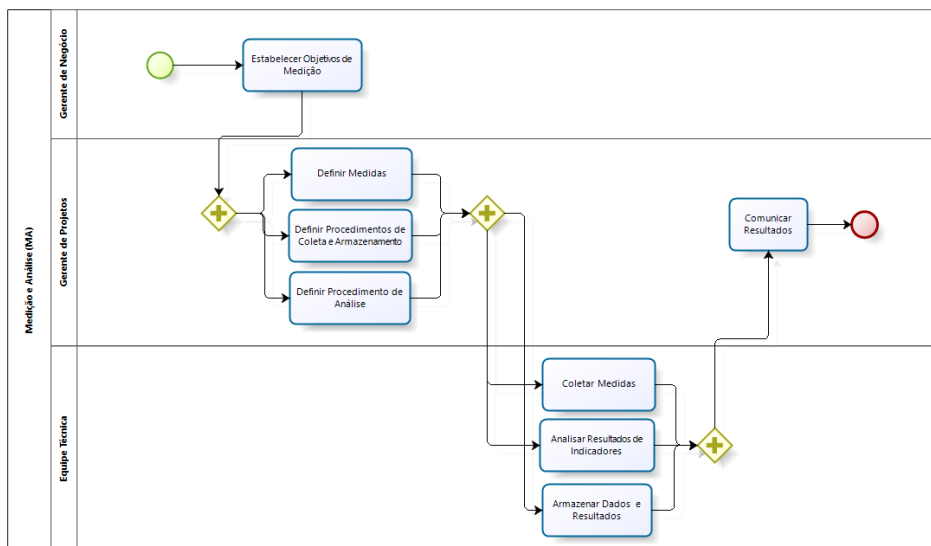 Medição e Análise(MA)
Gerente de Negócio
Estabelecer Objetivos de
Medição
Gerente de Projetos
Definir Medidas
Definir Procedimentos de
Coleta e Armazenamento
Definir Procedimento de
Análise
Comunicar
Resultados
Equipe Técnica
Coletar Medidas
Analisar Resultados de
Indicadores
Armazenar Dados e
Resultados